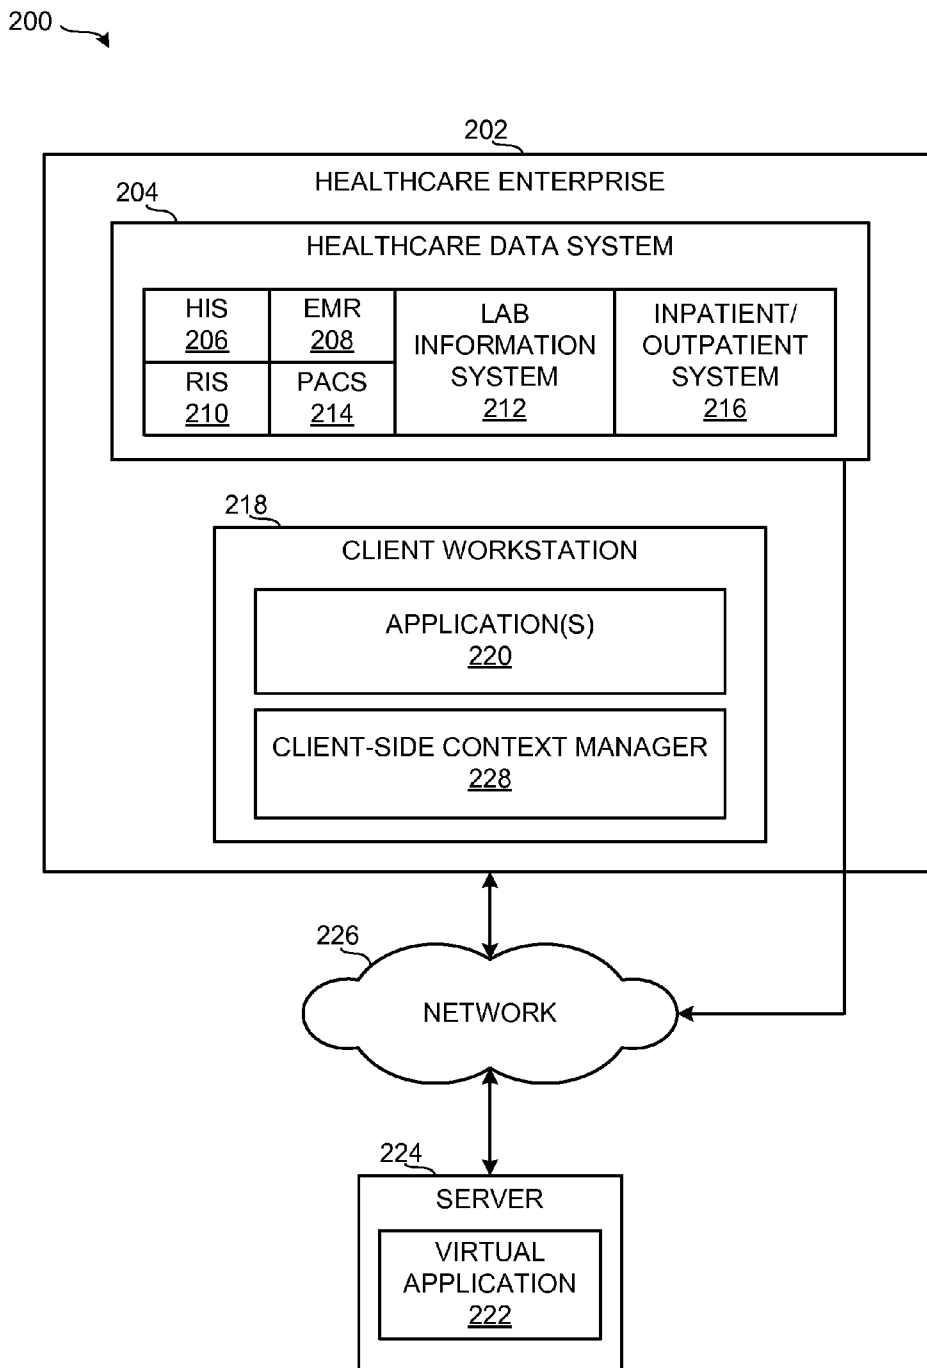 200
202
HEALTHCARE ENTERPRISE
204
HEALTHCARE DATA SYSTEM
HIS
206
EMR
208
RIS
210
PACS
214
LAB
INFORMATION
SYSTEM
212
INPATIENT/
OUTPATIENT
SYSTEM
216
218
CLIENT WORKSTATION
APPLICATION(S)
220
CLIENT-SIDE CONTEXT MANAGER
228
226
NETWORK
224
SERVER
VIRTUAL
APPLICATION
222